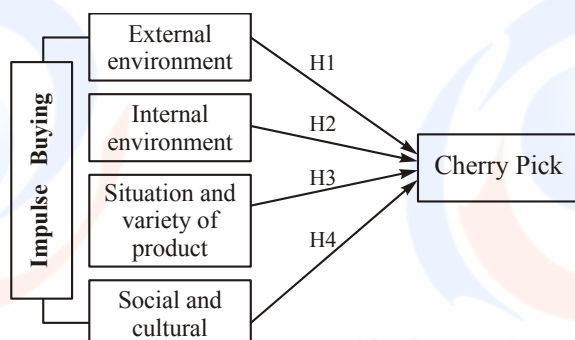 Impulse Buying
External
environment
Internal
environment
Situation and
variety of
product
Social and
cultural
H1
H2
H3
H4
Cherry Pick